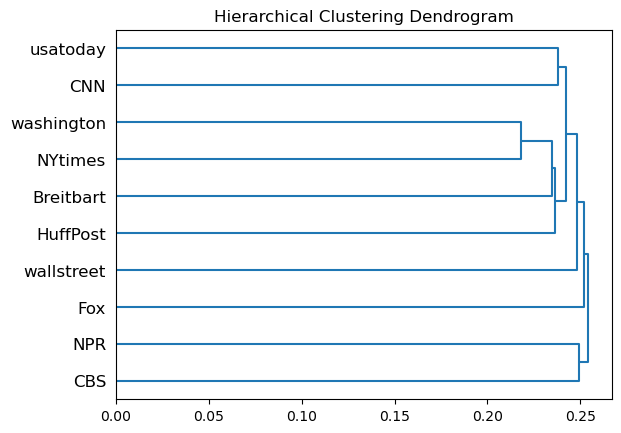 Hierarchical Clustering Dendrogram
usatoday
CNN
washington
NYtimes
Breitbart
HuffPost
wallstreet
Fox
NPR
CBS
0.00 0.05 0.10 0.15 0.20 0.25